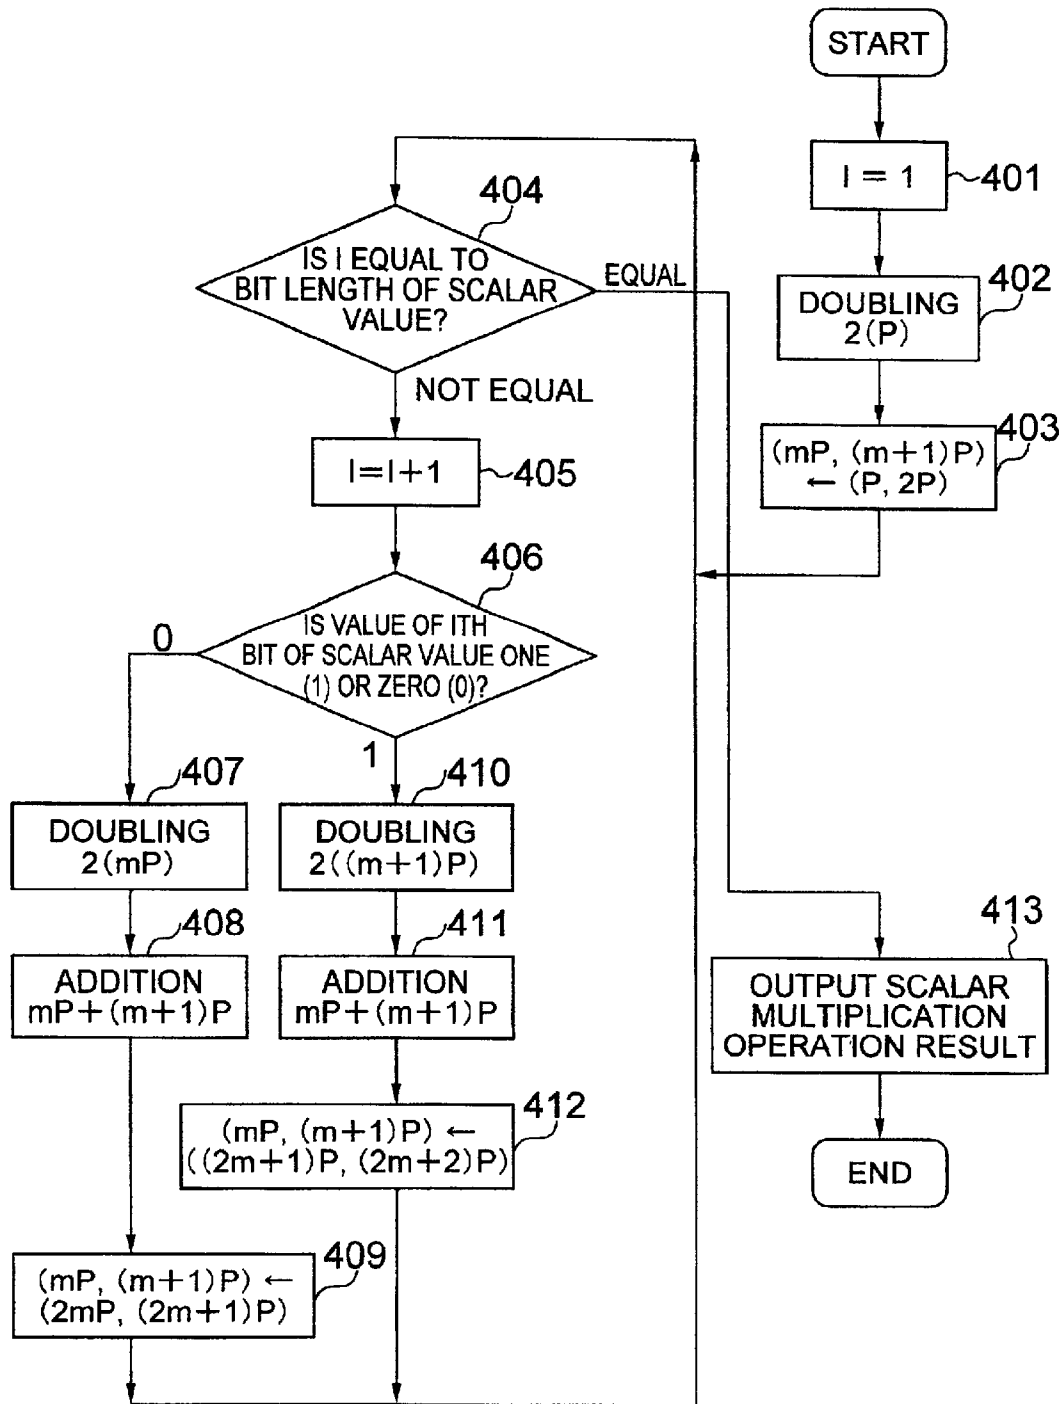 START
I = 1
401
DOUBLING
2(P)
402
(mP, (m+1)P)
← (P, 2P)
403
404
IS I EQUAL TO
BIT LENGTH OF SCALAR
VALUE?
EQUAL
NOT EQUAL
I=I+1
405
406
IS VALUE OF ITH
BIT OF SCALAR VALUE ONE
(1) OR ZERO (0)?
0
1
407
DOUBLING
2(mP)
408
ADDITION
mP+(m+1)P
409
(mP, (m+1)P) ←
(2mP, (2m+1)P)
410
DOUBLING
2((m+1)P)
411
ADDITION
mP+(m+1)P
412
(mP, (m+1)P) ←
((2m+1)P, (2m+2)P)
413
OUTPUT SCALAR
MULTIPLICATION
OPERATION RESULT
END